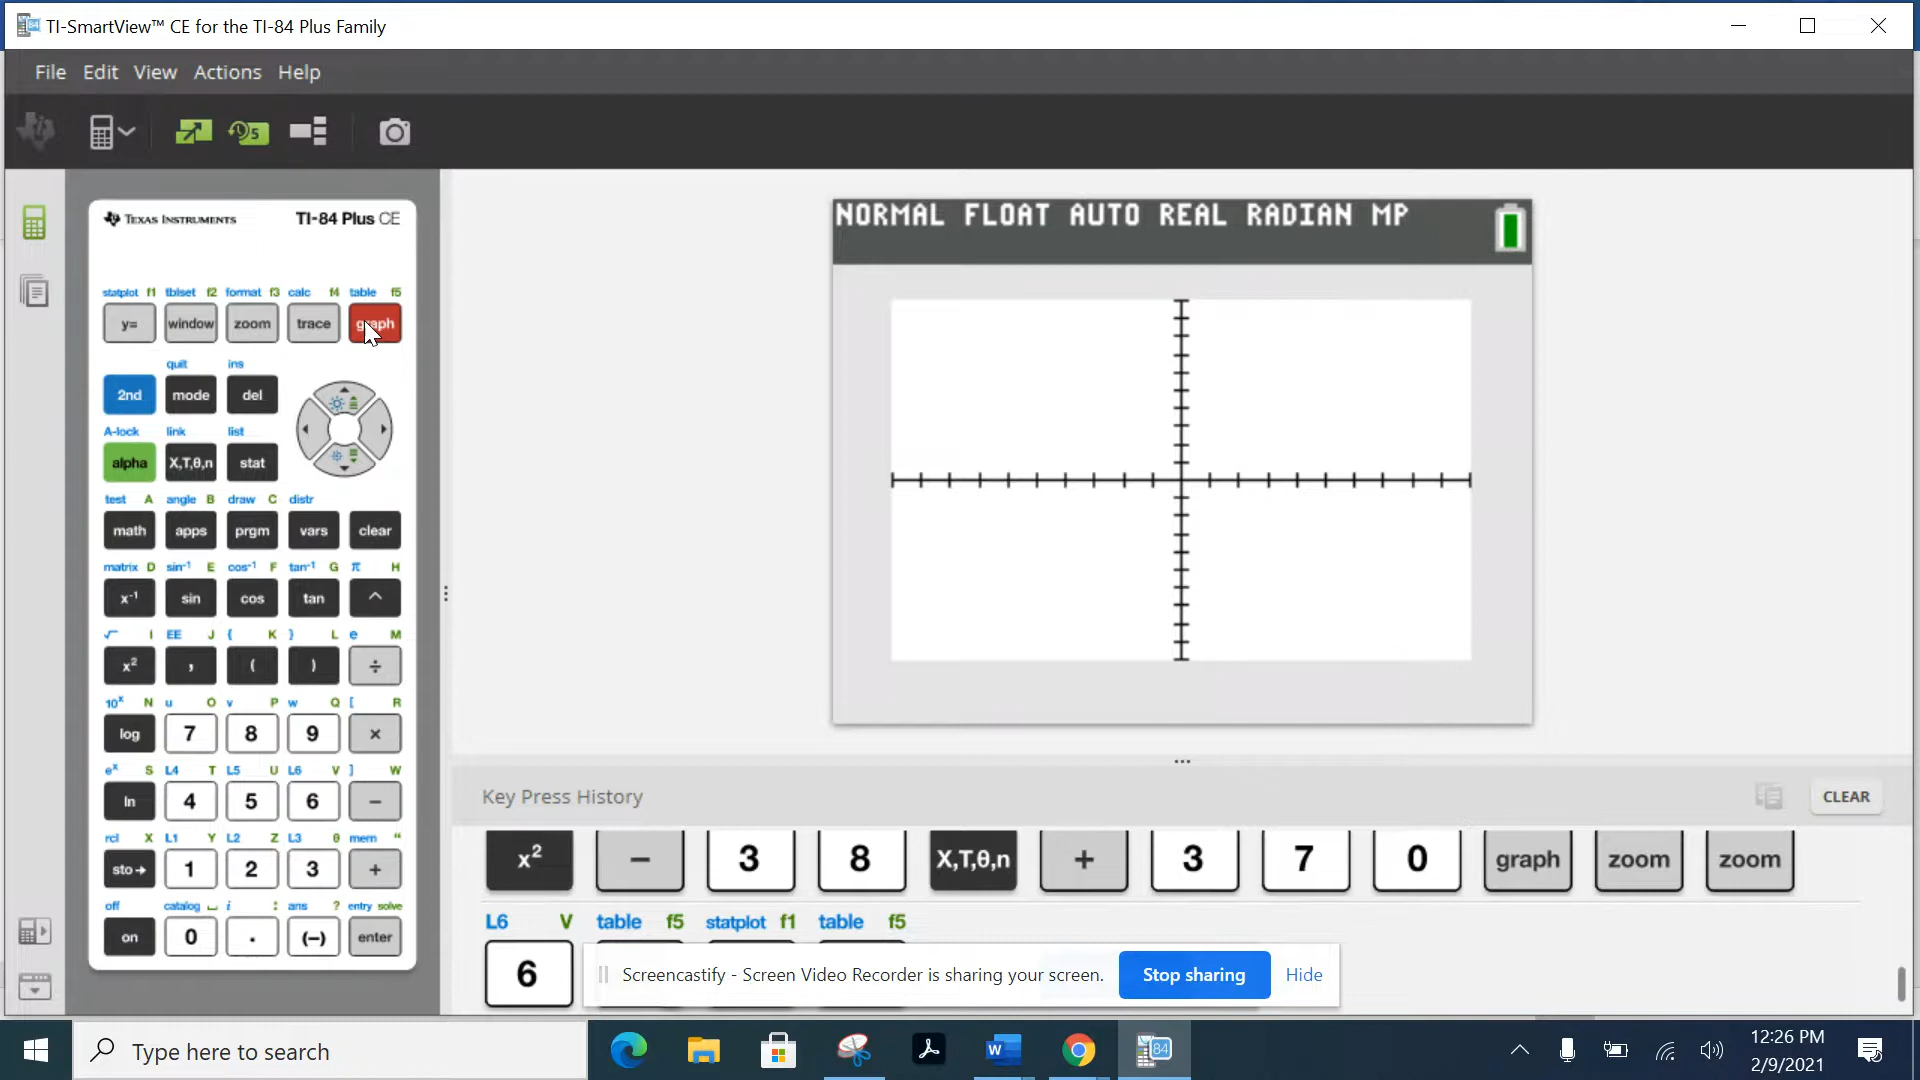 TI-SmartView™ CE for the TI-84 Plus Family
File Edit View Actions Help
5
TEXAS INSTRUMENTS TI-84 Plus CE
statplot f1 tblset f2 format f3 calc f4 table f5
y= window zoom trace graph
quit ins
2nd mode del
A-lock link list
alpha X,T,θ,n stat
test A angle B draw C distr
math apps prgm vars clear
matrix D sin⁻¹ E cos⁻¹ F tan⁻¹ G π H
x⁻¹ sin cos tan ^
√ I EE J { K } L e M
x² , ( ) ÷
10ˣ N u O v P w Q [ R
log 7 8 9 ×
eˣ S L4 T L5 U L6 V ] W
ln 4 5 6 −
rcl X L1 Y L2 Z L3 θ mem “
sto→ 1 2 3 +
off catalog ⎵ i : ans ? entry solve
on 0 . (−) enter
NORMAL FLOAT AUTO REAL RADIAN MP
Key Press History
CLEAR
x² − 3 8 X,T,θ,n + 3 7 0 graph zoom zoom
L6 V table f5 statplot f1 table f5
6
Screencastify - Screen Video Recorder is sharing your screen. Stop sharing Hide
Type here to search
W
84
12:26 PM
2/9/2021